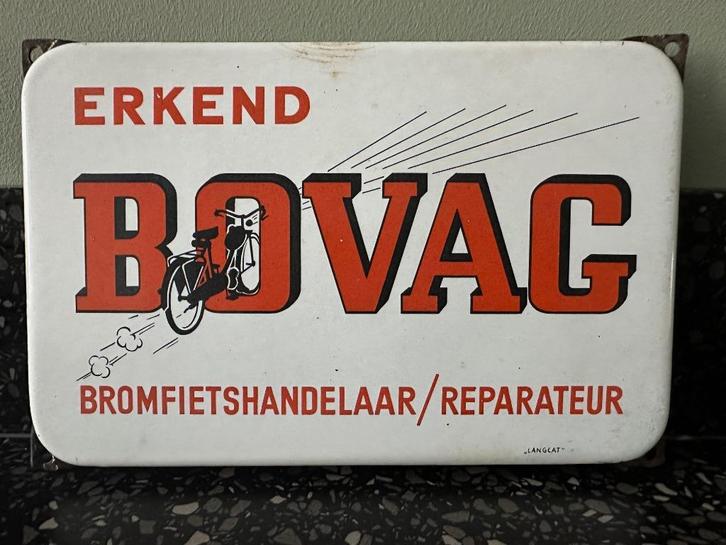 ERKEND
BOVAG
BROMFIETSHANDELAAR/REPARATEUR
„LANGCAT"